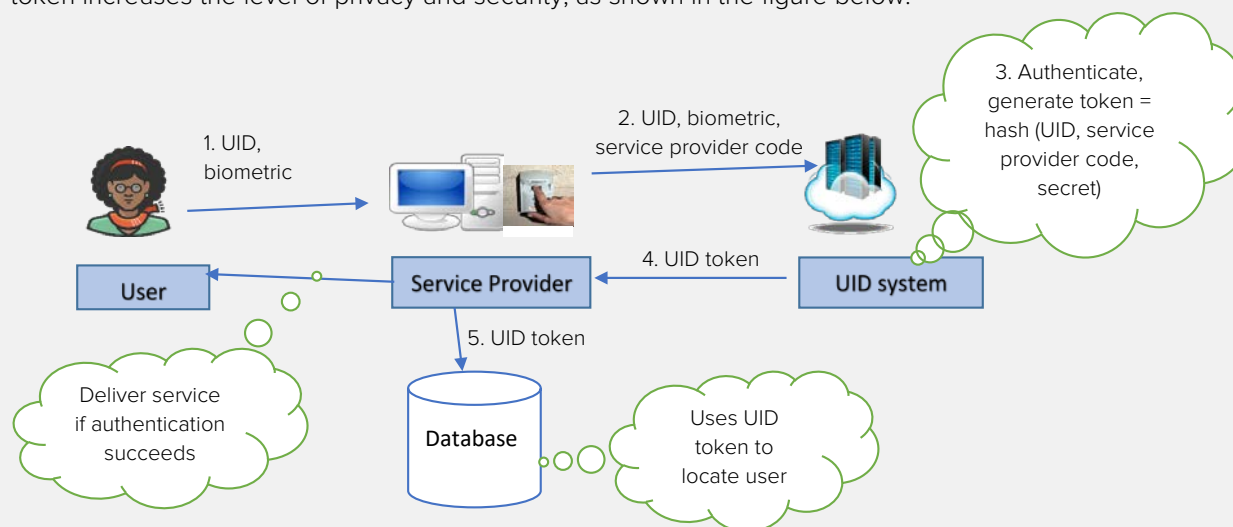 token increases the level of privacy and security, as shown in the figure below.
1. UID,
biometric
2. UID, biometric,
service provider code
3. Authenticate,
generate token =
hash (UID, service
provider code,
secret)
4. UID token
User
Service Provider
UID system
5. UID token
Deliver service
if authentication
succeeds
Database
Uses UID
token to
locate user